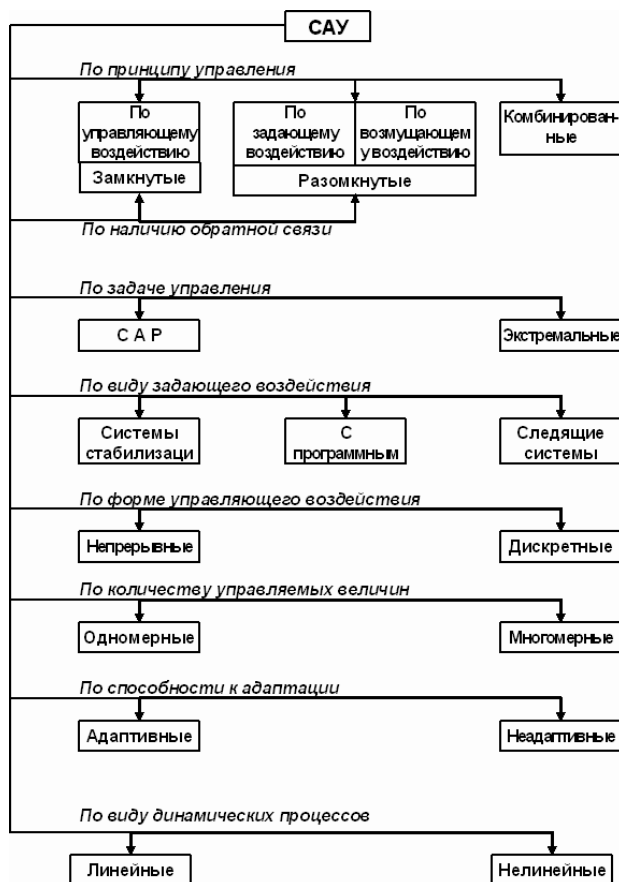 САУ
По принципу управления
По
управляющему
воздействию
По
задающему
воздействию
По
возмущающем
у воздействию
Комбинирован-
ные
Замкнутые
Разомкнутые
По наличию обратной связи
По задаче управления
С А Р
Экстремальные
По виду задающего воздействия
Системы
стабилизаци
С
программным
Следящие
системы
По форме управляющего воздействия
Непрерывные
Дискретные
По количеству управляемых величин
Одномерные
Многомерные
По способности к адаптации
Адаптивные
Неадаптивные
По виду динамических процессов
Линейные
Нелинейные